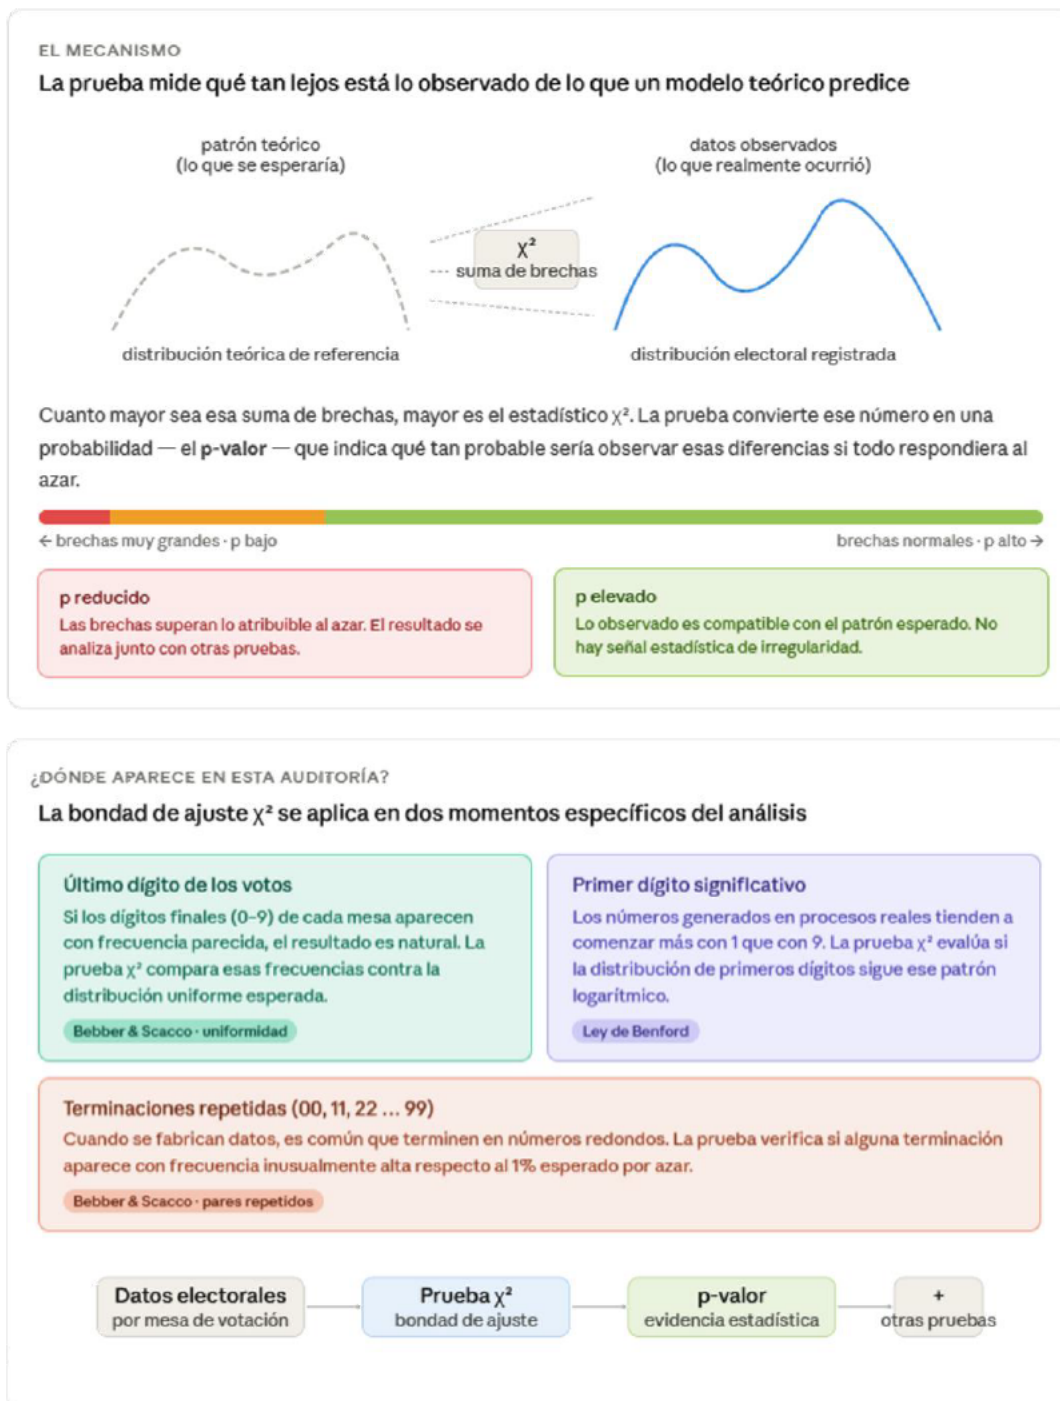 EL MECANISMO
La prueba mide qué tan lejos está lo observado de lo que un modelo teórico predice
patrón teórico
(lo que se esperaría)
datos observados
(lo que realmente ocurrió)
χ²
suma de brechas
distribución teórica de referencia
distribución electoral registrada
Cuanto mayor sea esa suma de brechas, mayor es el estadístico χ². La prueba convierte ese número en una
probabilidad — el p-valor — que indica qué tan probable sería observar esas diferencias si todo respondiera al
azar.
← brechas muy grandes · p bajo
brechas normales · p alto →
p reducido
Las brechas superan lo atribuible al azar. El resultado se
analiza junto con otras pruebas.
p elevado
Lo observado es compatible con el patrón esperado. No
hay señal estadística de irregularidad.
¿DÓNDE APARECE EN ESTA AUDITORÍA?
La bondad de ajuste χ² se aplica en dos momentos específicos del análisis
Último dígito de los votos
Si los dígitos finales (0–9) de cada mesa aparecen
con frecuencia parecida, el resultado es natural. La
prueba χ² compara esas frecuencias contra la
distribución uniforme esperada.
Bebber & Scacco · uniformidad
Primer dígito significativo
Los números generados en procesos reales tienden a
comenzar más con 1 que con 9. La prueba χ² evalúa si
la distribución de primeros dígitos sigue ese patrón
logarítmico.
Ley de Benford
Terminaciones repetidas (00, 11, 22 ... 99)
Cuando se fabrican datos, es común que terminen en números redondos. La prueba verifica si alguna terminación
aparece con frecuencia inusualmente alta respecto al 1% esperado por azar.
Bebber & Scacco · pares repetidos
Datos electorales
por mesa de votación
Prueba χ²
bondad de ajuste
p-valor
evidencia estadística
+
otras pruebas